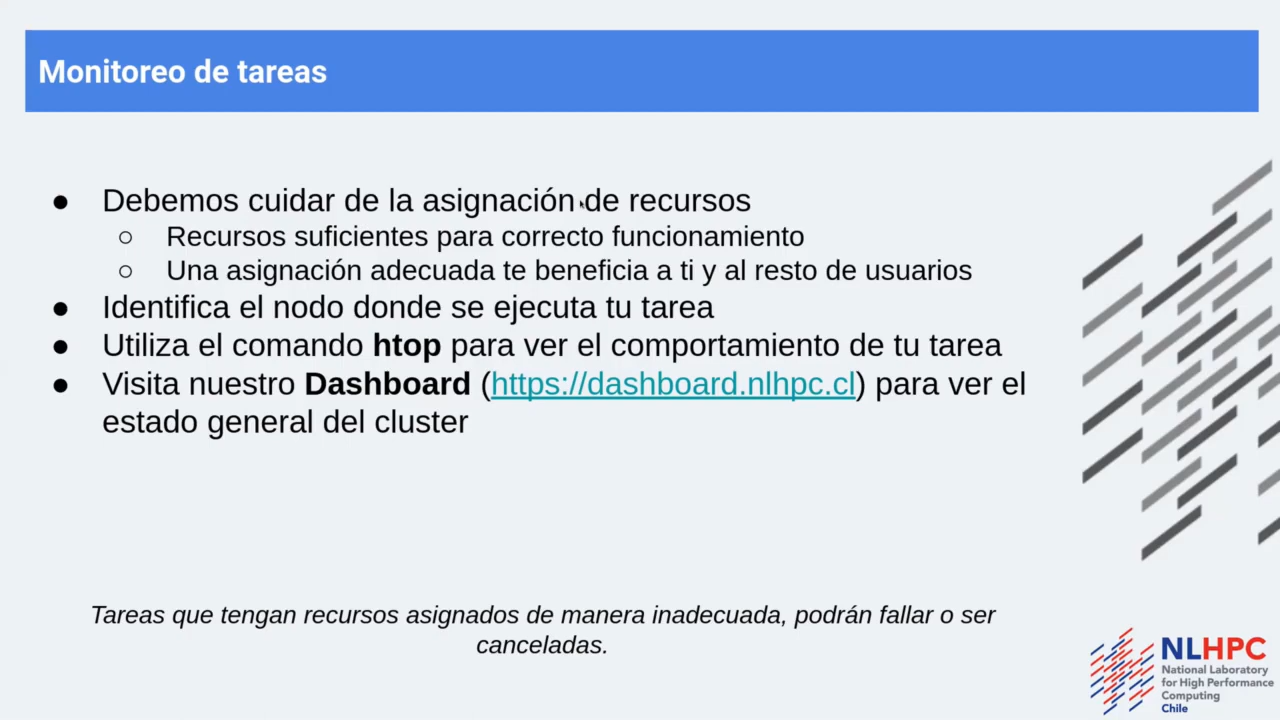 Monitoreo de tareas
● Debemos cuidar de la asignación de recursos
○ Recursos suficientes para correcto funcionamiento
○ Una asignación adecuada te beneficia a ti y al resto de usuarios
● Identifica el nodo donde se ejecuta tu tarea
● Utiliza el comando htop para ver el comportamiento de tu tarea
● Visita nuestro Dashboard (https://dashboard.nlhpc.cl) para ver el
estado general del cluster
Tareas que tengan recursos asignados de manera inadecuada, podrán fallar o ser
canceladas.
NLHPC
National Laboratory
for High Performance
Computing
Chile